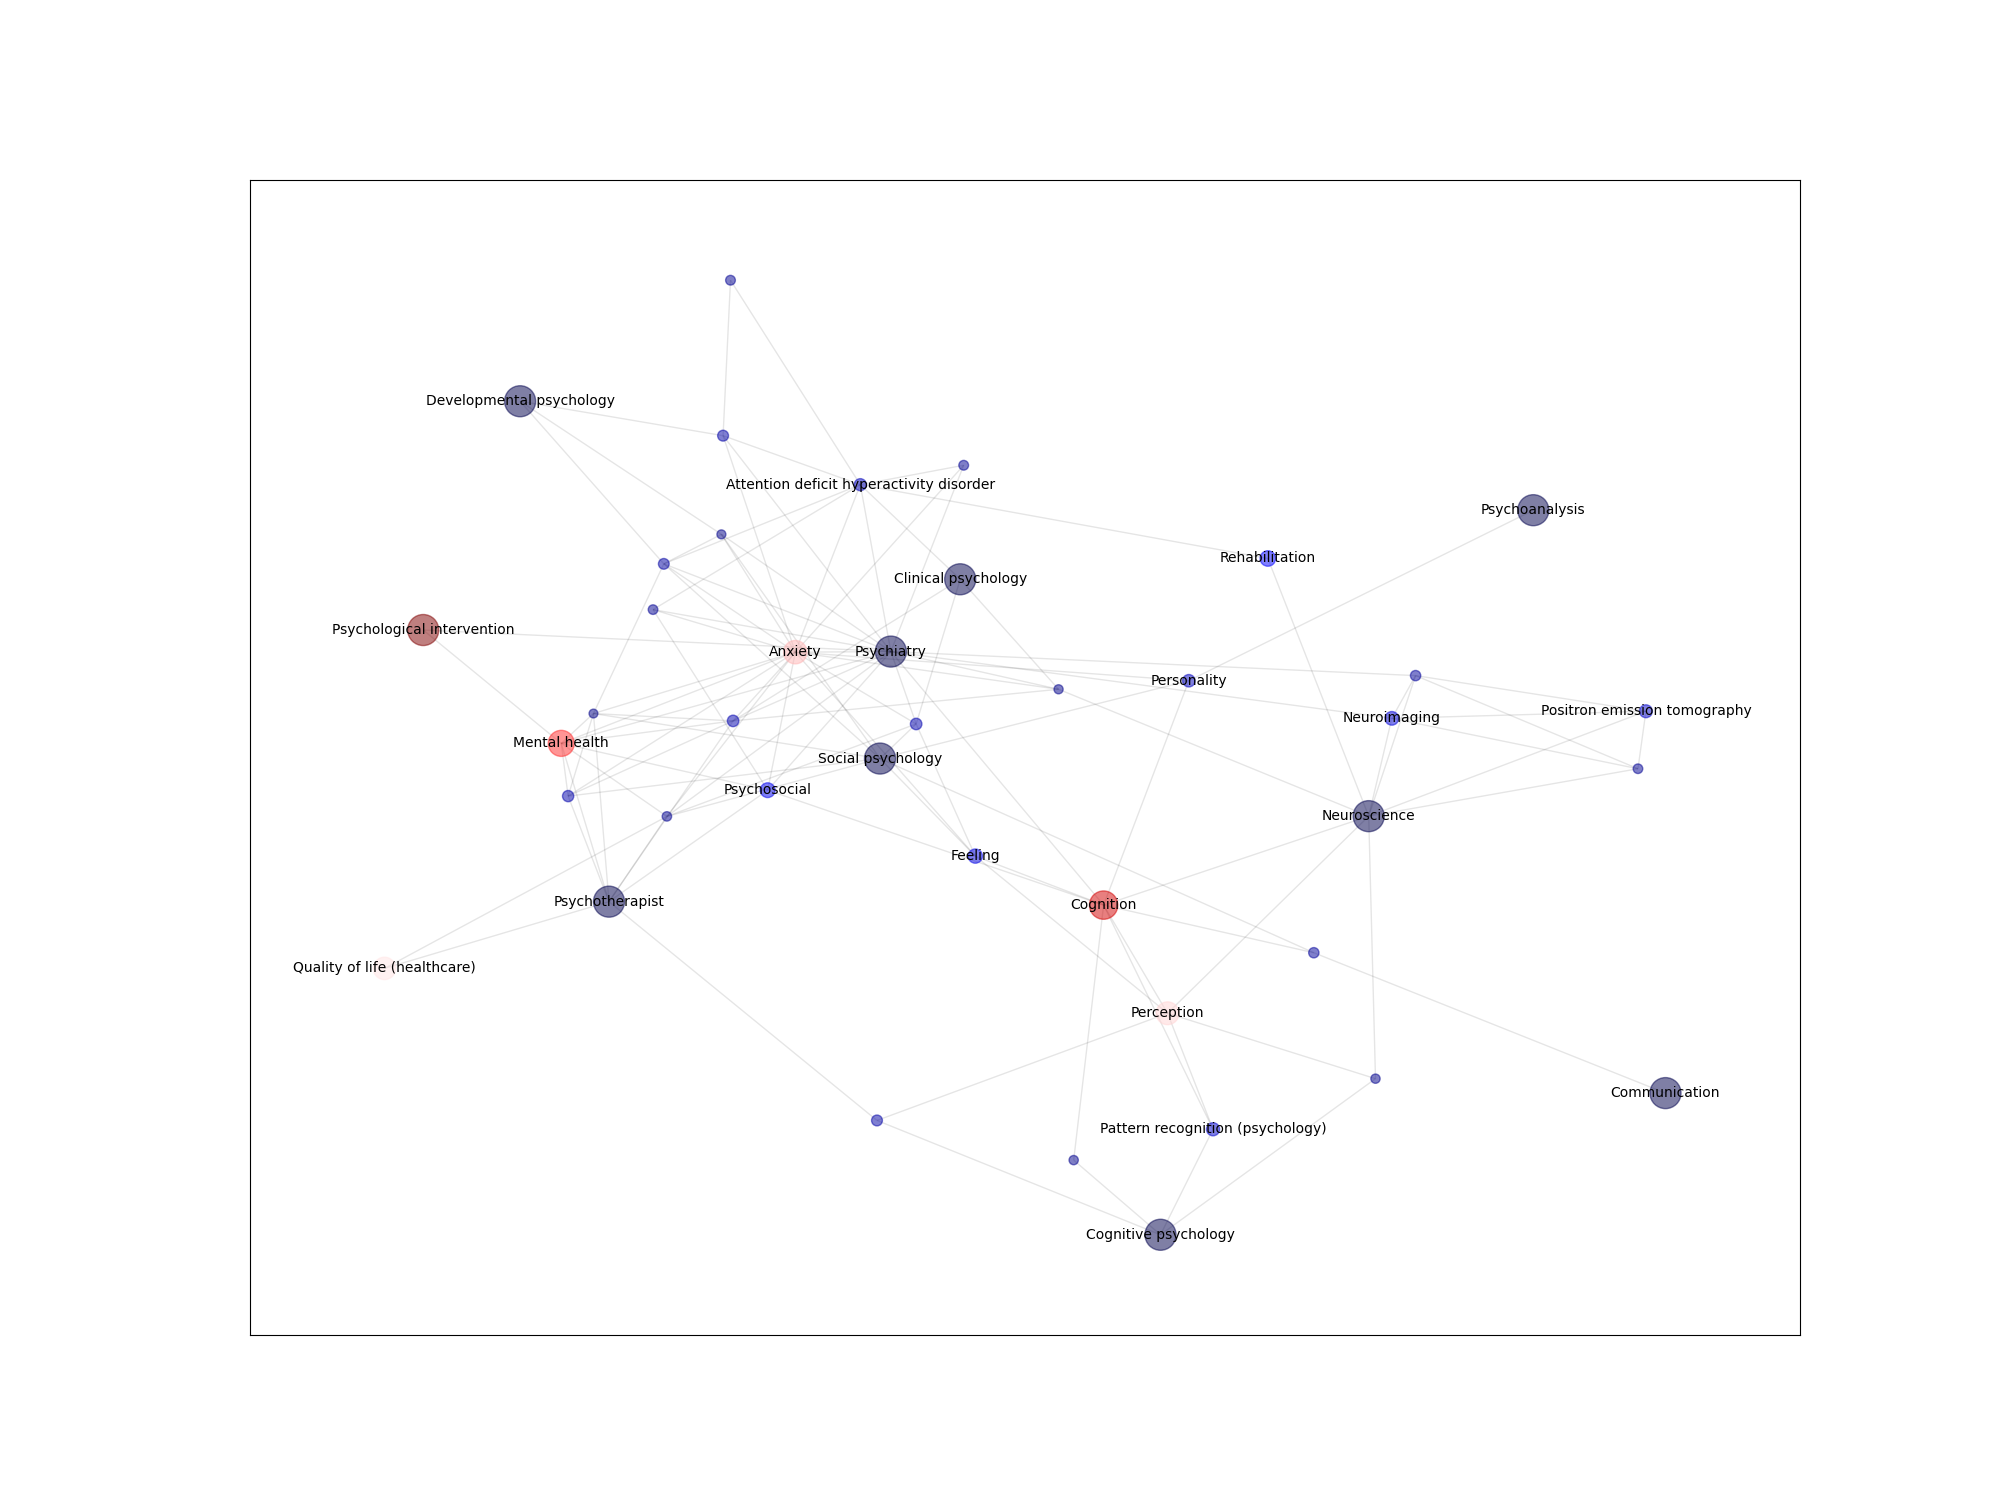 Developmental psychology
Attention deficit hyperactivity disorder
Psychoanalysis
Rehabilitation
Clinical psychology
Psychological intervention
Anxiety
Psychiatry
Personality
Neuroimaging
Positron emission tomography
Mental health
Social psychology
Psychosocial
Neuroscience
Feeling
Psychotherapist
Cognition
Quality of life (healthcare)
Perception
Communication
Pattern recognition (psychology)
Cognitive psychology